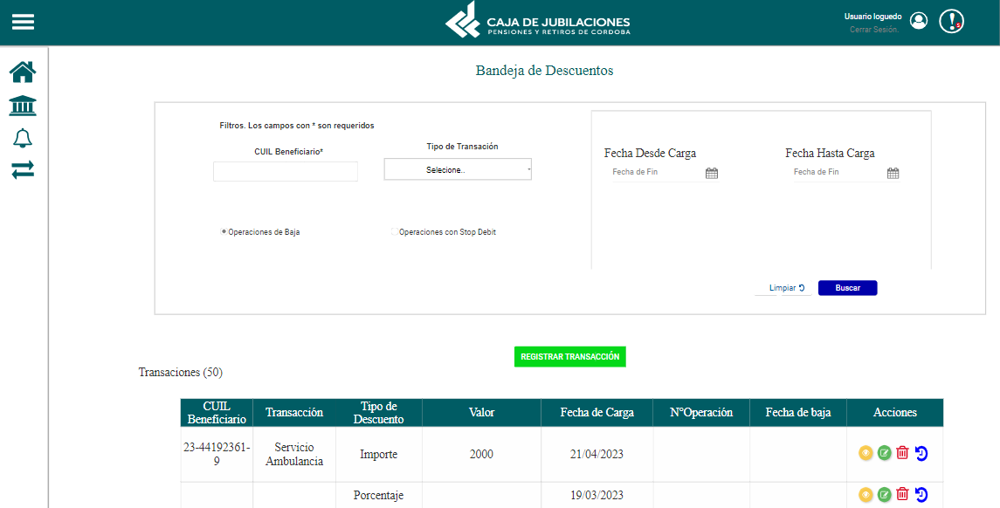 CAJA DE JUBILACIONES
PENSIONES Y RETIROS DE CORDOBA
Usuario loguedo
Cerrar Sesión.
Bandeja de Descuentos
Filtros. Los campos con * son requeridos
CUIL Beneficiario*
Tipo de Transación
Selecione..
Fecha Desde Carga
Fecha de Fin
Fecha Hasta Carga
Fecha de Fin
Operaciones de Baja
Operaciones con Stop Debit
Limpiar
Buscar
REGISTRAR TRANSACCIÓN
Transaciones (50)
CUIL
Beneficiario
Transacción
Tipo de
Descuento
Valor
Fecha de Carga
N°Operación
Fecha de baja
Acciones
23-44192361-
9
Servicio
Ambulancia
Importe
2000
21/04/2023
Porcentaje
19/03/2023